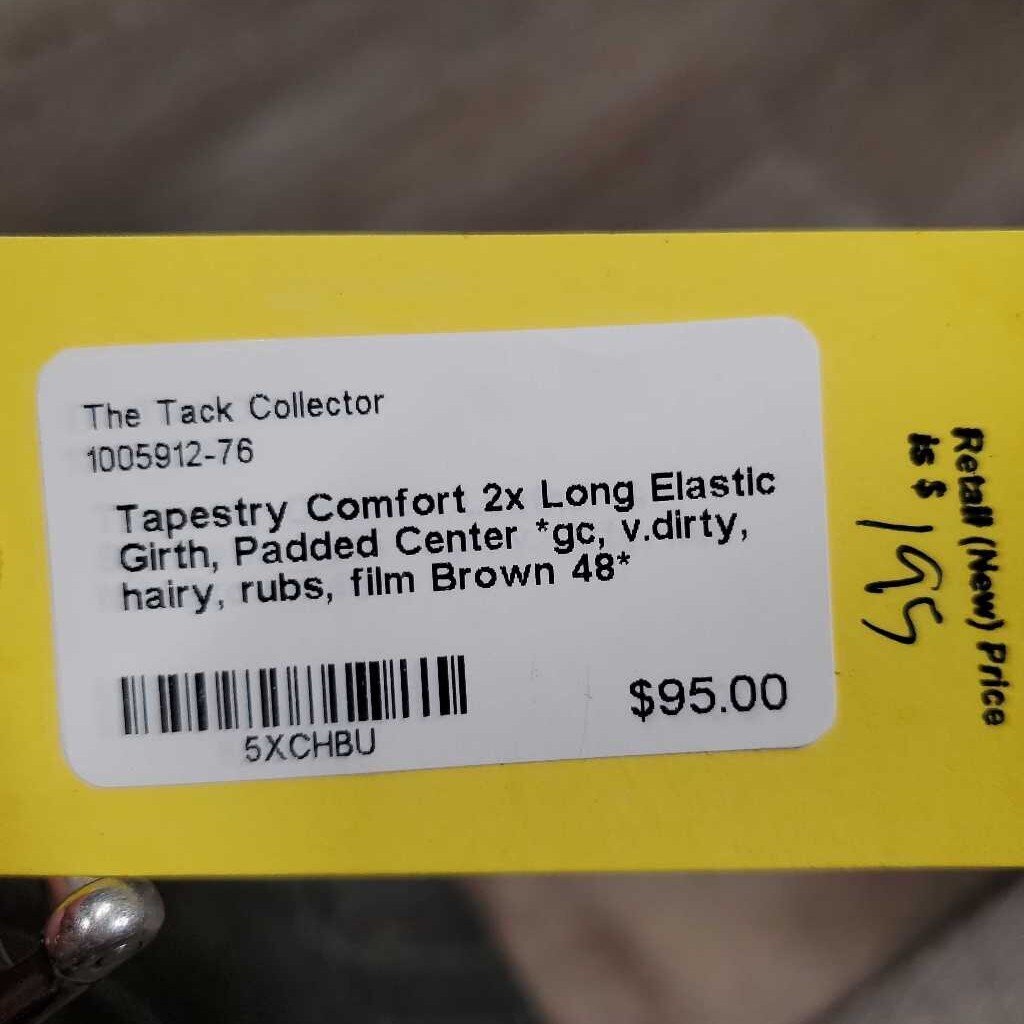 The Tack Collector
1005912-76
Tapestry Comfort 2x Long Elastic
Girth, Padded Center *gc, v.dirty,
hairy, rubs, film Brown 48*
5XCHBU
$95.00
Retail (New) Price
is $ 195